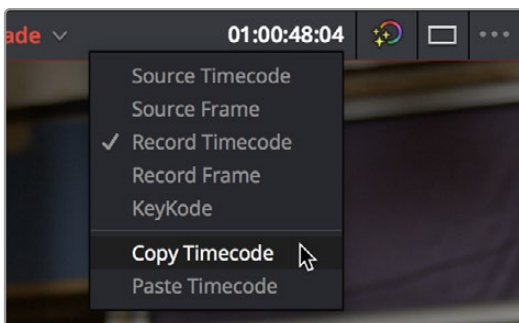 ade 01:00:48:04
Source Timecode
Source Frame
Record Timecode
Record Frame
KeyKode
Copy Timecode
Paste Timecode